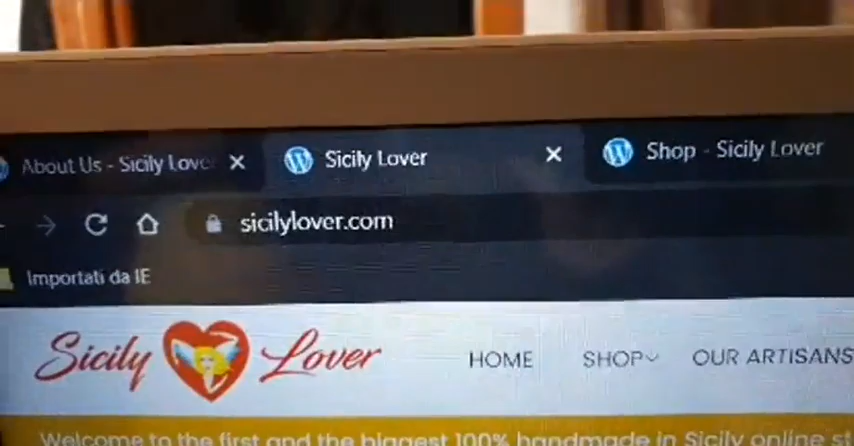 About Us - Sicily Love
Sicily Lover
Shop - Sicily Lover
sicilylover.com
Importati da IE
Sicily Lover
HOME
SHOP
OUR ARTISANS
Welcome to the first and the biggest 100% handmade in Sicily online st